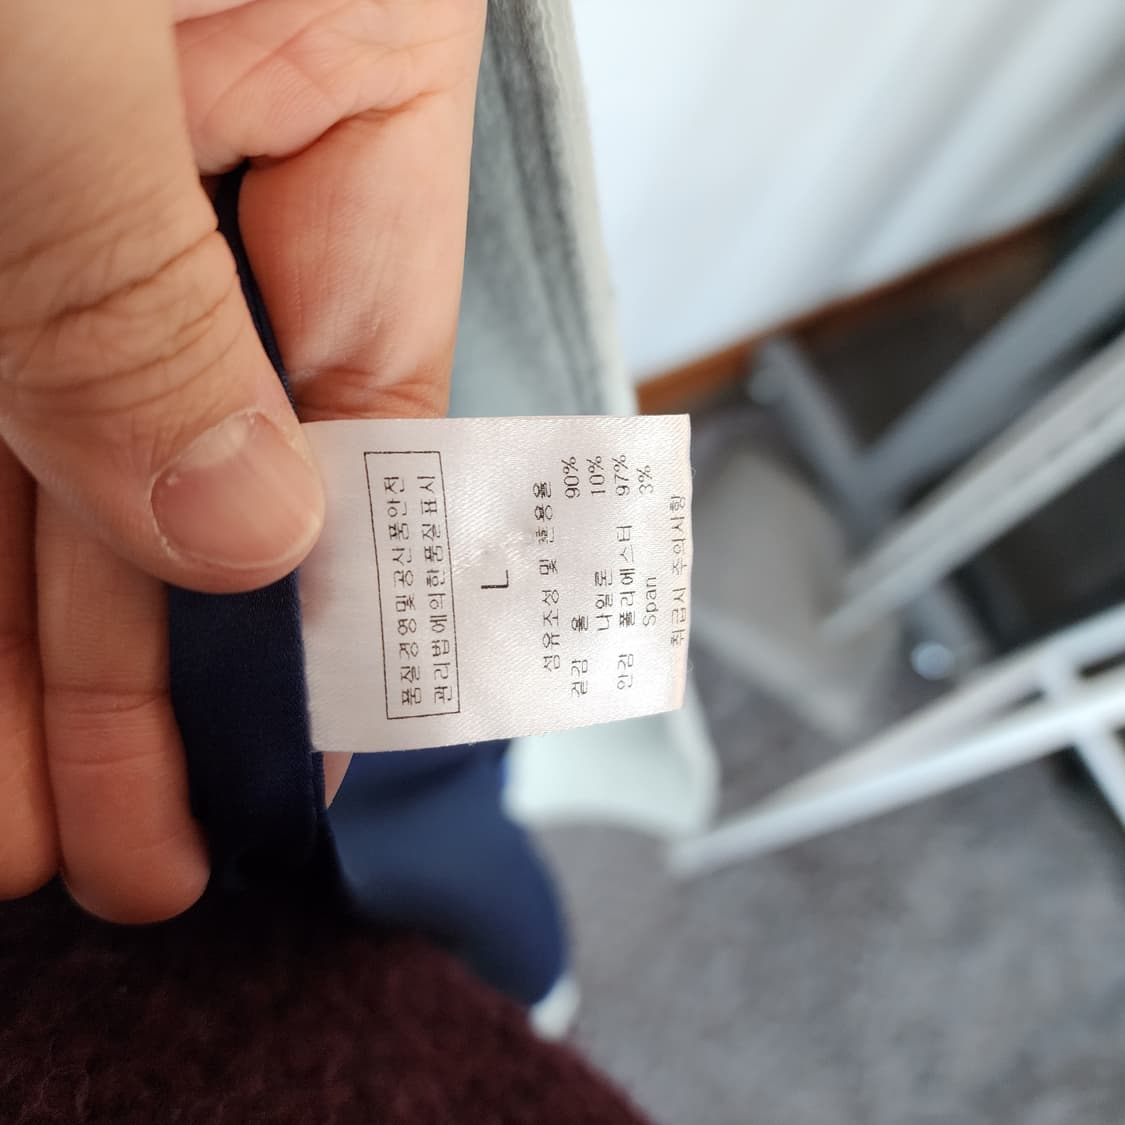 품질경영및공산품안전
관리법에의한품질표시
L
섬유조성 및 혼용율
겉감 울 90%
나일론 10%
안감 폴리에스터 97%
Span 3%
취급시 주의사항